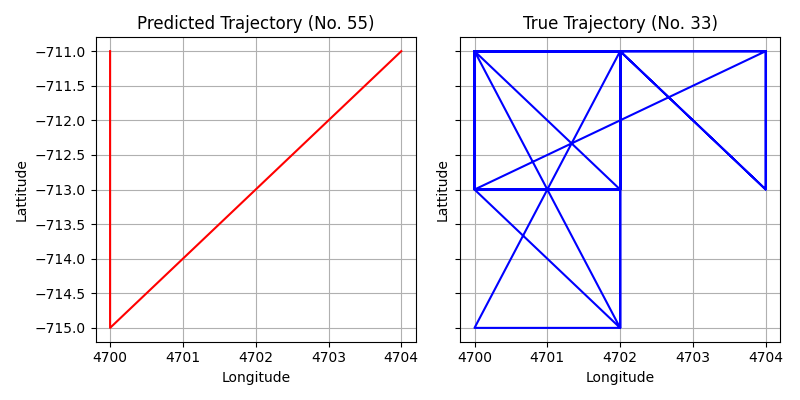 Predicted Trajectory (No. 55)
True Trajectory (No. 33)
−711.0
−711.5
−712.0
−712.5
−713.0
−713.5
−714.0
−714.5
−715.0
Lattitude
Lattitude
4700 4701 4702 4703 4704
4700 4701 4702 4703 4704
Longitude
Longitude